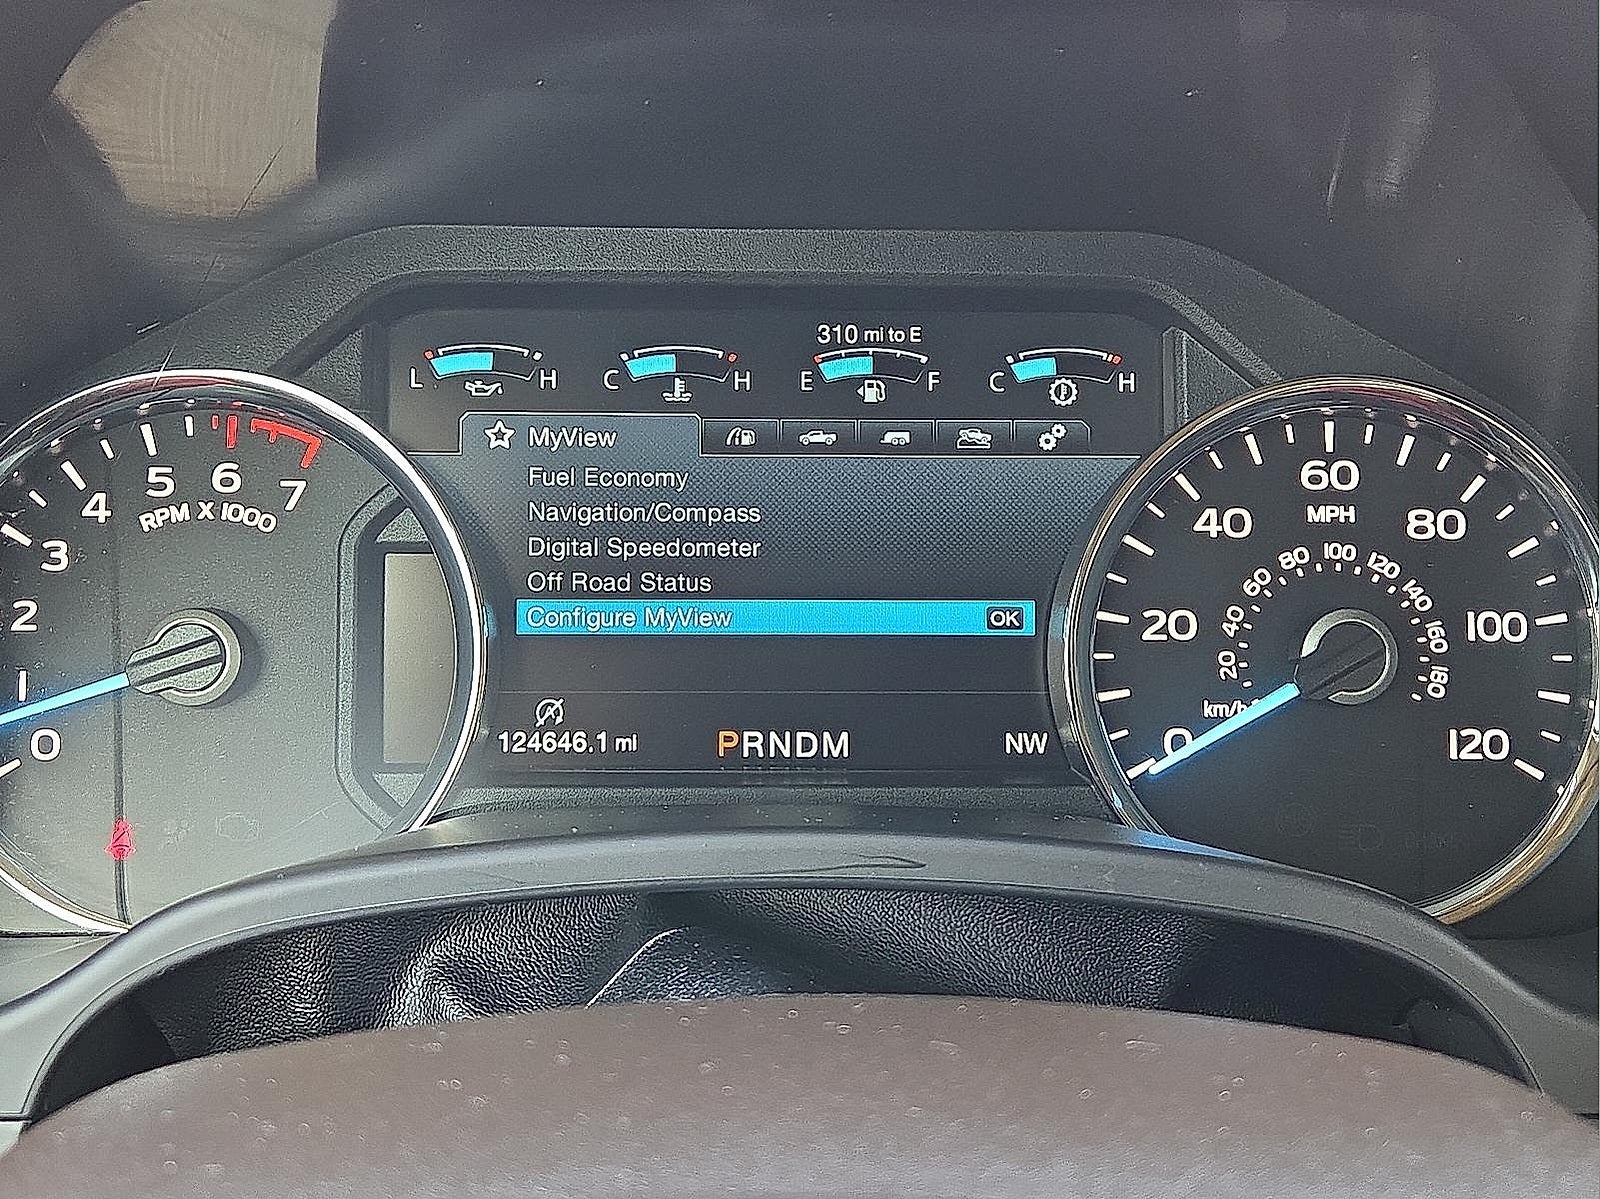 310 mi to E
L H
C H
E F
C H
MyView
Fuel Economy
Navigation/Compass
Digital Speedometer
Off Road Status
Configure MyView OK
124646.1 mi
PRNDM
NW
0 1 2 3 4 5 6 7
RPM X 1000
0 20 40 60 80 100 120
MPH
20 40 60 80 100 120 140 160 180
km/h